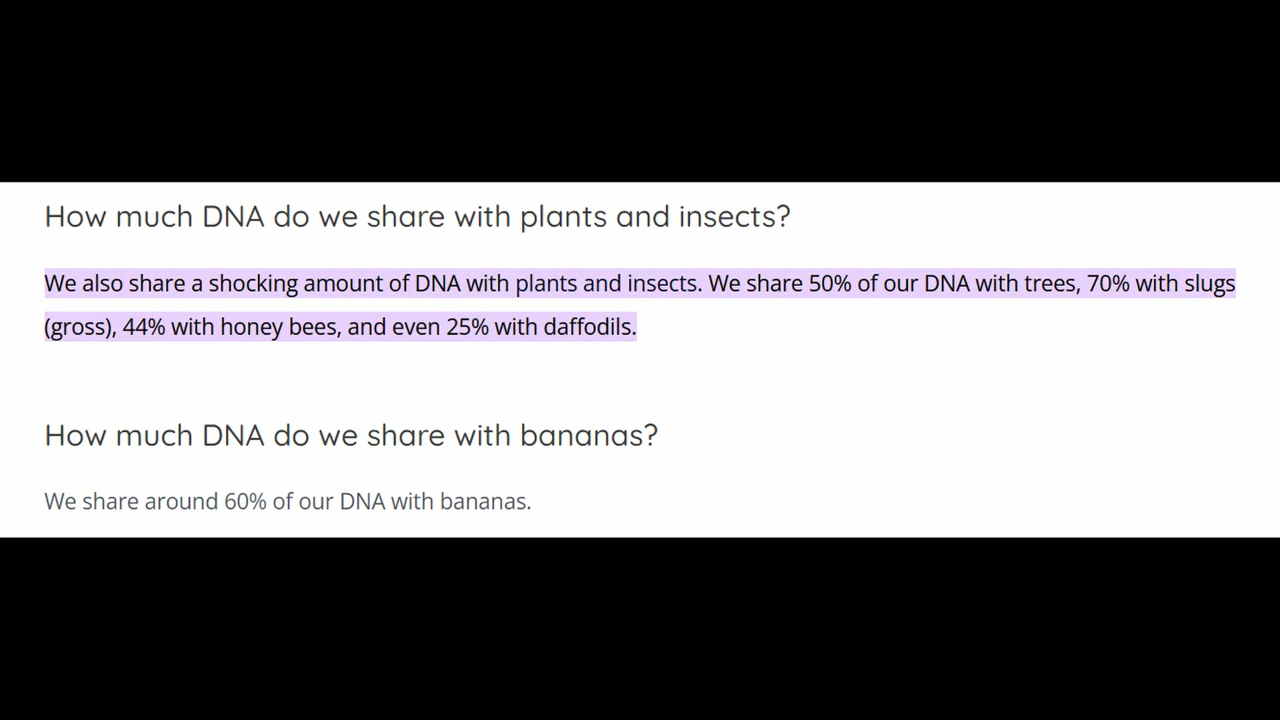 How much DNA do we share with plants and insects?
We also share a shocking amount of DNA with plants and insects. We share 50% of our DNA with trees, 70% with slugs
(gross), 44% with honey bees, and even 25% with daffodils.
How much DNA do we share with bananas?
We share around 60% of our DNA with bananas.